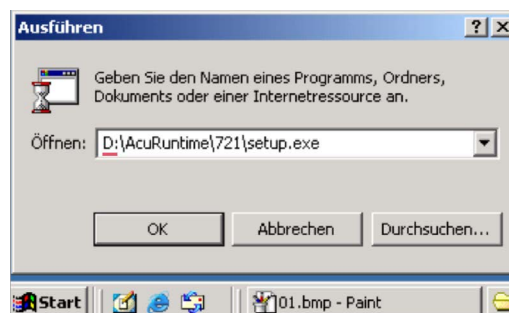 Ausführen
Geben Sie den Namen eines Programms, Ordners,
Dokuments oder einer Internetressource an.
Öffnen: D:\AcuRuntime\721\setup.exe
OK Abbrechen Durchsuchen...
Start 01.bmp - Paint